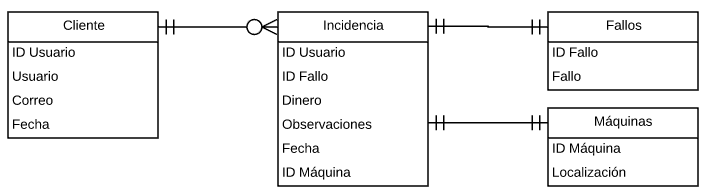 Cliente
ID Usuario
Usuario
Correo
Fecha
Incidencia
ID Usuario
ID Fallo
Dinero
Observaciones
Fecha
ID Máquina
Fallos
ID Fallo
Fallo
Máquinas
ID Máquina
Localización